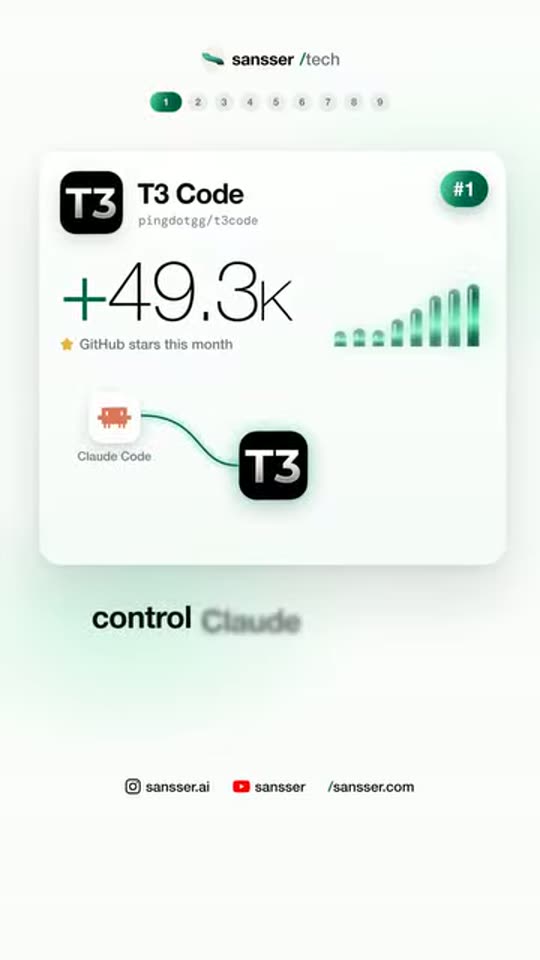 sansser /tech
1 2 3 4 5 6 7 8 9
T3
T3 Code
pingdotgg/t3code
#1
+49.3K
GitHub stars this month
Claude Code
T3
control Claude
sansser.ai sansser /sansser.com